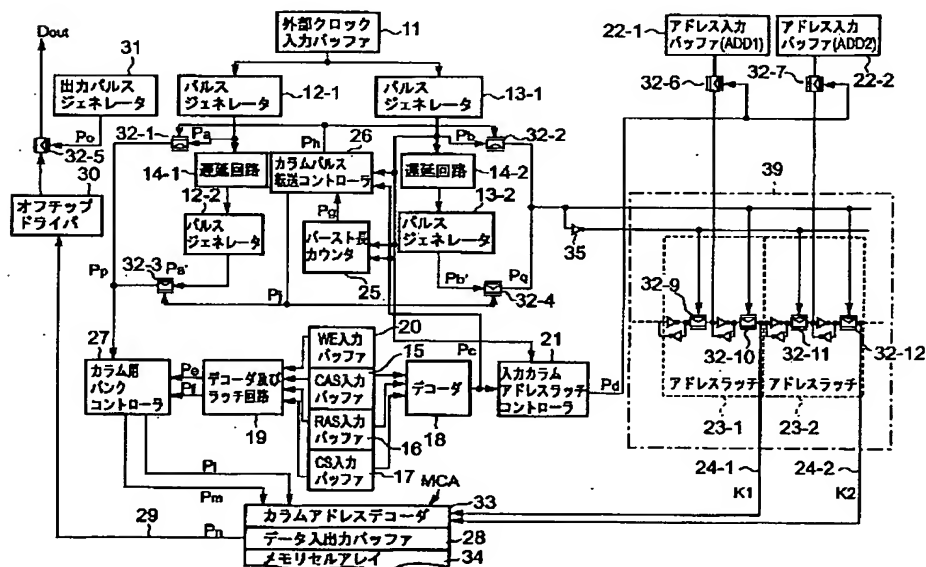 Dout
外部クロック
入力バッファ
11
31
出力パルス
ジェネレータ
パルス
ジェネレータ
12-1
パルス
ジェネレータ
13-1
22-1
アドレス入力
バッファ(ADD1)
アドレス入力
バッファ(ADD2)
22-2
32-6
32-7
Po
32-5
32-1
Pa
Ph
26
Pb
32-2
30
オフチップ
ドライバ
14-1
遅延回路
カラムパルス
転送コントローラ
遅延回路
14-2
12-2
パルス
ジェネレータ
Pg
13-2
パルス
ジェネレータ
バースト長
カウンタ
25
39
35
Pp
32-3
Pa'
Pj
Pb'
Pq
32-4
32-9
32-10
32-11
32-12
アドレスラッチ
アドレスラッチ
23-1
23-2
27
カラム用
バンク
コントローラ
Pe
Pf
デコーダ及び
ラッチ回路
19
WE入力
バッファ
20
CAS入力
バッファ
15
RAS入力
バッファ
16
CS入力
バッファ
17
Pc
デコーダ
18
21
入力カラム
アドレスラッチ
コントローラ
Pd
24-1
24-2
K1
K2
Pl
Pm
MCA
29
Pn
カラムアドレスデコーダ
33
データ入出力バッファ
28
メモリセルアレイ
34